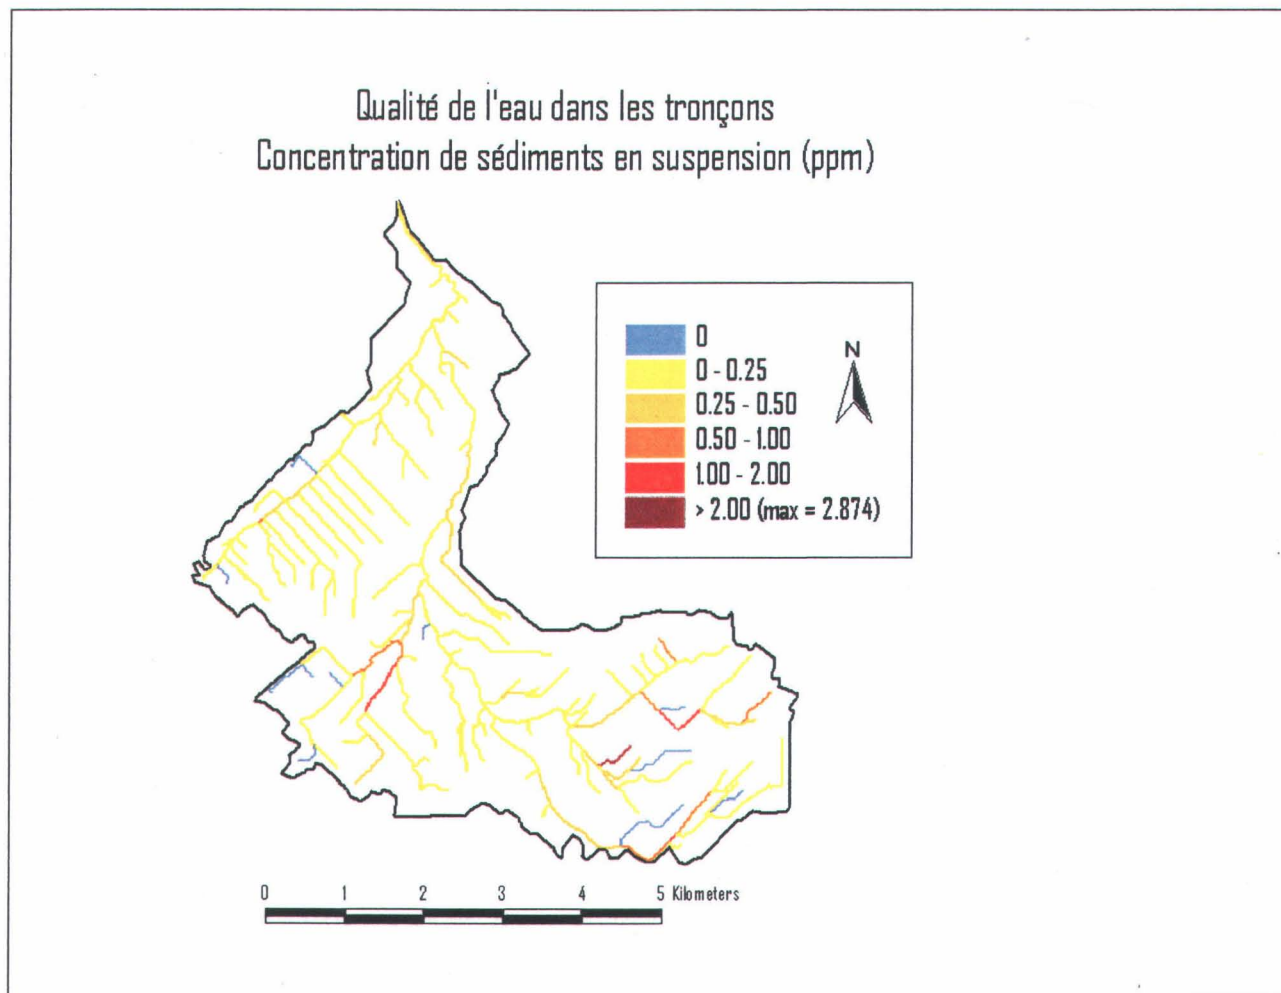 Qualité de l'eau dans les tronçons
Concentration de sédiments en suspension (ppm)
N
0
0 - 0.25
0.25 - 0.50
0.50 - 1.00
1.00 - 2.00
> 2.00 (max = 2.874)
0 1 2 3 4 5 Kilometers